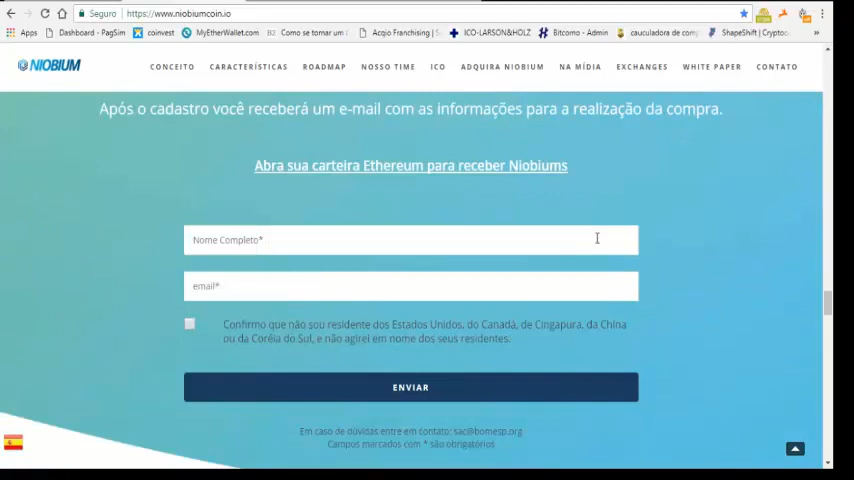 Seguro | https://www.niobiumcoin.io
Apps Dashboard - PagSim coinvest MyEtherWallet.com Como se tornar um Acqio Franchising | S ICO-LARSON&HOLZ Bitcomo - Admin cauculadora de com ShapeShift | Crypto »
NIOBIUM CONCEITO CARACTERÍSTICAS ROADMAP NOSSO TIME ICO ADQUIRA NIOBIUM NA MÍDIA EXCHANGES WHITE PAPER CONTATO
Após o cadastro você receberá um e-mail com as informações para a realização da compra.
Abra sua carteira Ethereum para receber Niobiums
Nome Completo*
email*
Confirmo que não sou residente dos Estados Unidos, do Canadá, de Cingapura, da China
ou da Coréia do Sul, e não agirei em nome dos seus residentes.
ENVIAR
Em caso de dúvidas entre em contato: sac@bomesp.org
Campos marcados com * são obrigatórios